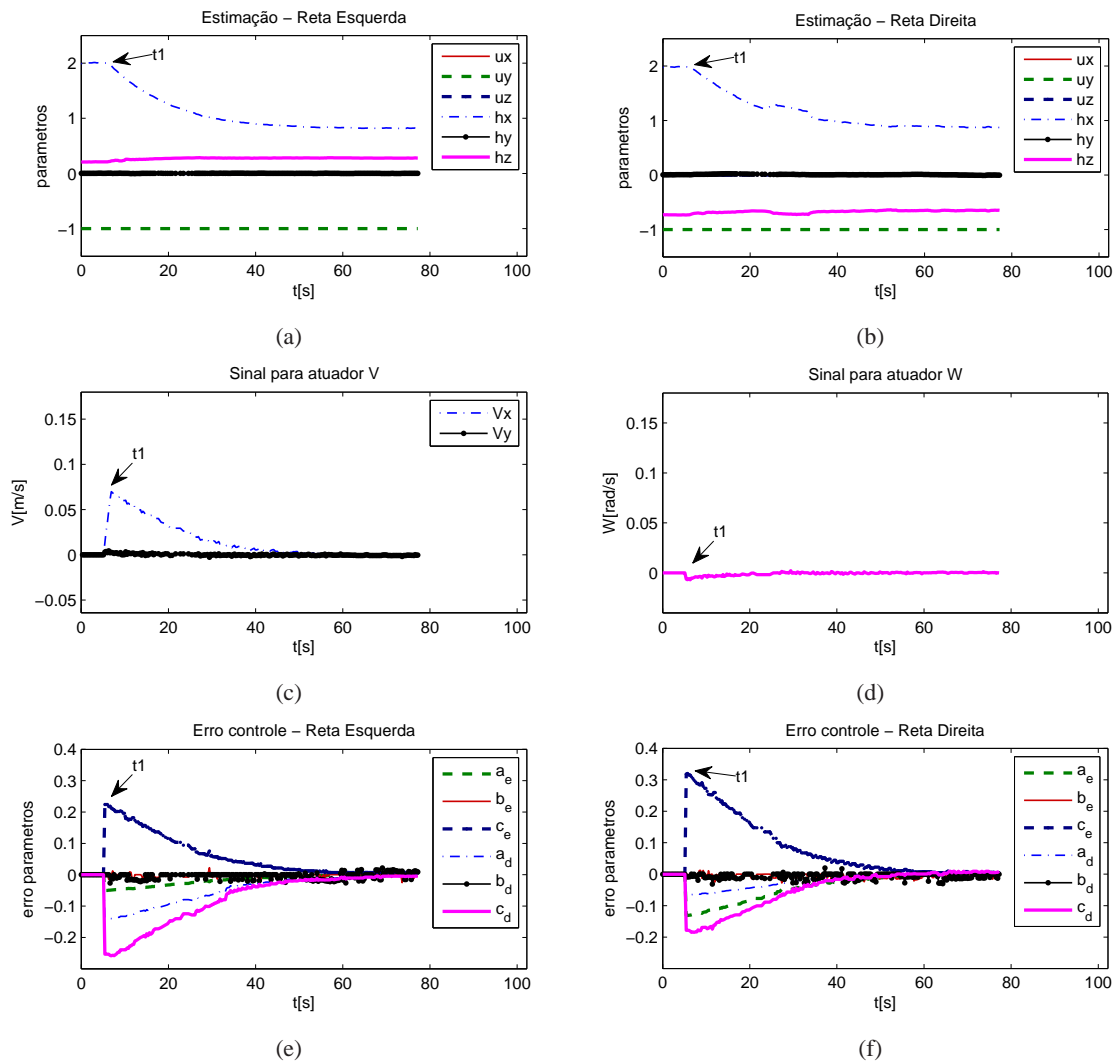 Estimação − Reta Esquerda
parametros
2
1
0
−1
t1
ux
uy
uz
hx
hy
hz
0 20 40 60 80 100
t[s]
(a)
Estimação − Reta Direita
parametros
2
1
0
−1
t1
ux
uy
uz
hx
hy
hz
0 20 40 60 80 100
t[s]
(b)
Sinal para atuador V
V[m/s]
0.15
0.1
0.05
0
−0.05
t1
Vx
Vy
0 20 40 60 80 100
t[s]
(c)
Sinal para atuador W
W[rad/s]
0.15
0.1
0.05
0
t1
0 20 40 60 80 100
t[s]
(d)
Erro controle − Reta Esquerda
erro parametros
0.4
0.3
0.2
0.1
0
−0.1
−0.2
t1
a_e
b_e
c_e
a_d
b_d
c_d
0 20 40 60 80 100
t[s]
(e)
Erro controle − Reta Direita
erro parametros
0.4
0.3
0.2
0.1
0
−0.1
−0.2
t1
a_e
b_e
c_e
a_d
b_d
c_d
0 20 40 60 80 100
t[s]
(f)